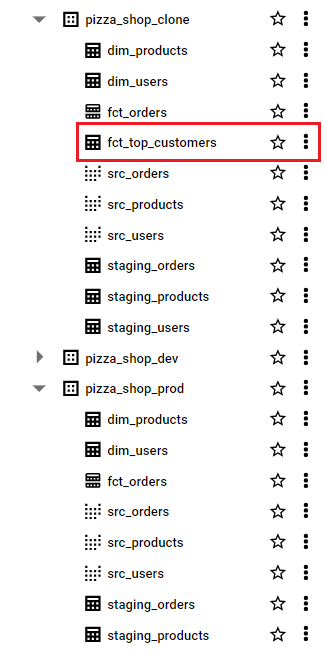 pizza_shop_clone
dim_products
dim_users
fct_orders
fct_top_customers
src_orders
src_products
src_users
staging_orders
staging_products
staging_users
pizza_shop_dev
pizza_shop_prod
dim_products
dim_users
fct_orders
src_orders
src_products
src_users
staging_orders
staging_products